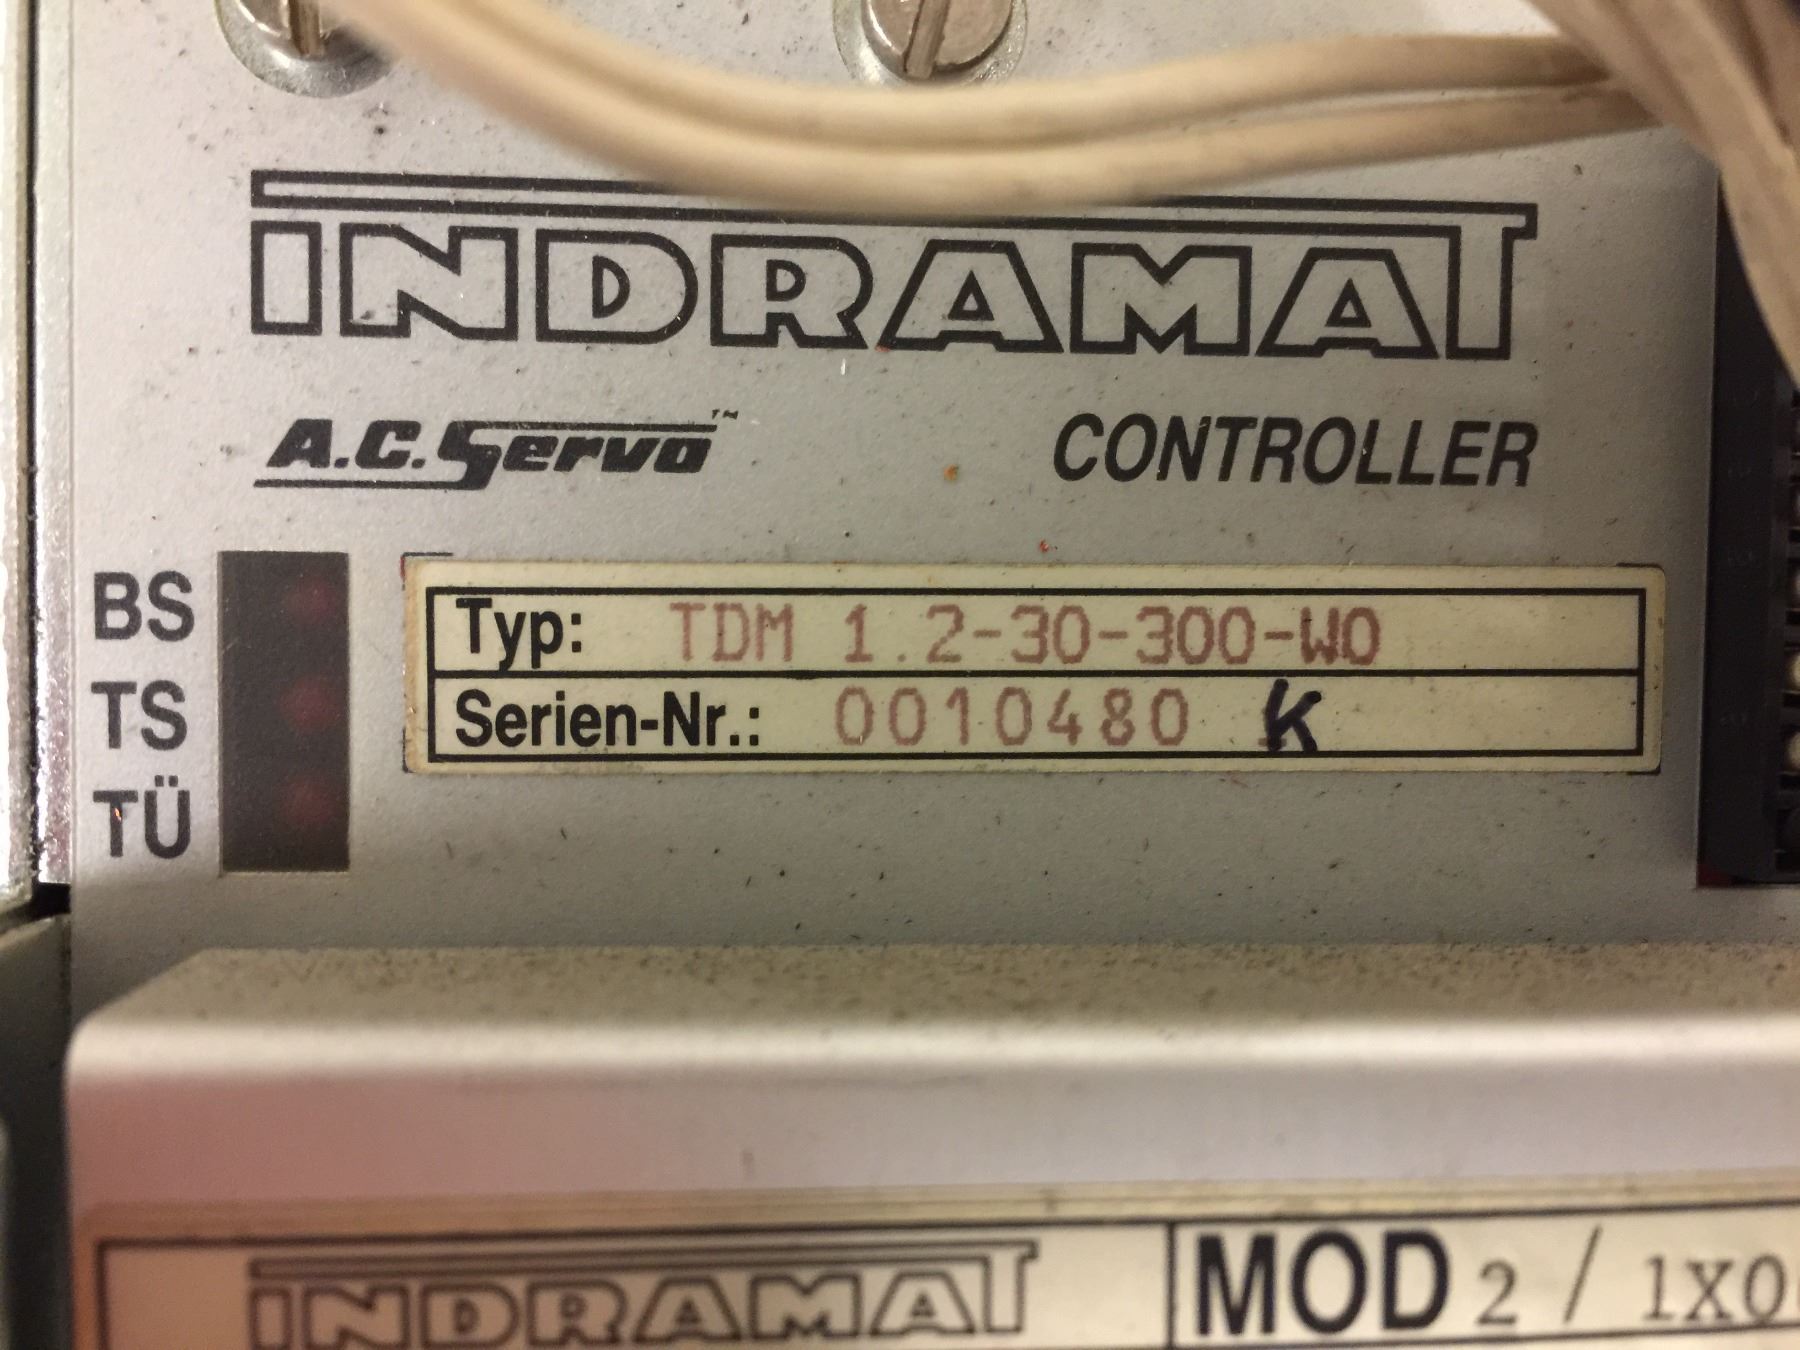 INDRAMAT
A.C. Servo™ CONTROLLER
BS
TS
TÜ
Typ: TDM 1.2-30-300-W0
Serien-Nr.: 0010480 K
INDRAMAT MOD 2 / 1X0